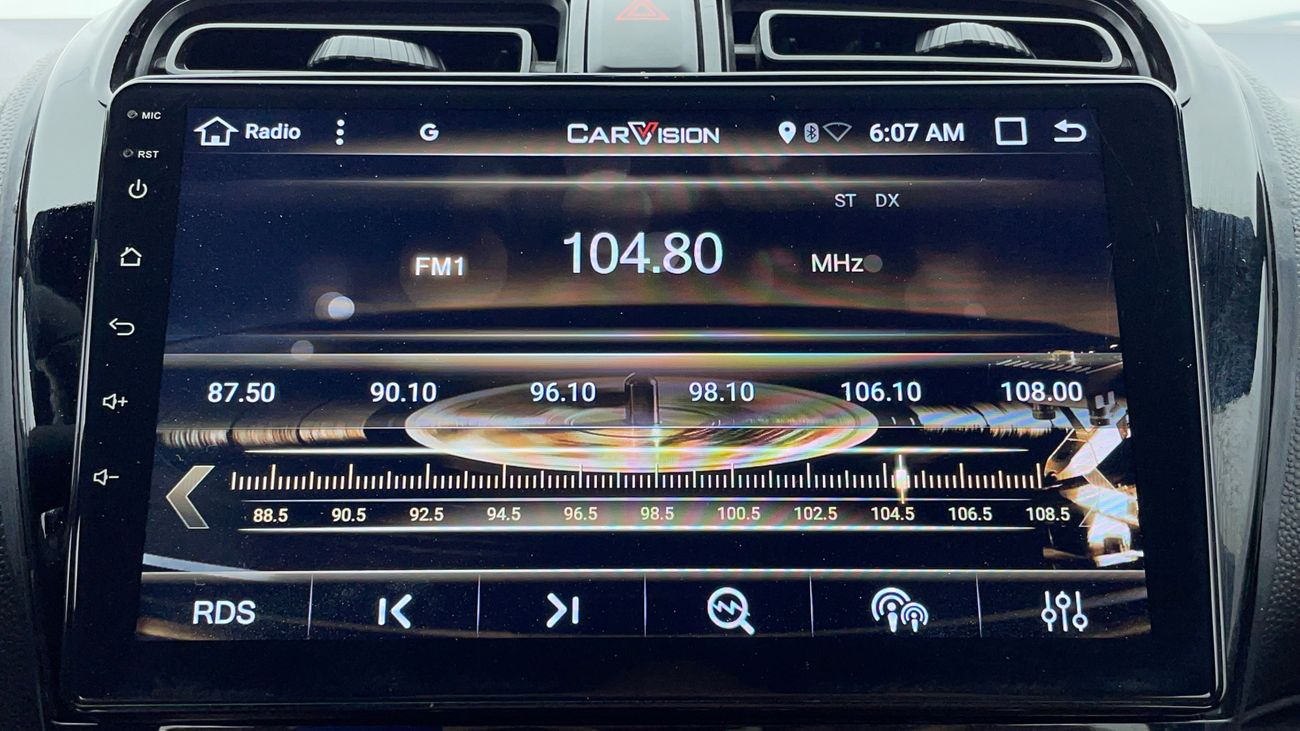 MIC
Radio G CARVISION 6:07 AM
RST
ST DX
FM1 104.80 MHz
87.50 90.10 96.10 98.10 106.10 108.00
88.5 90.5 92.5 94.5 96.5 98.5 100.5 102.5 104.5 106.5 108.5
RDS